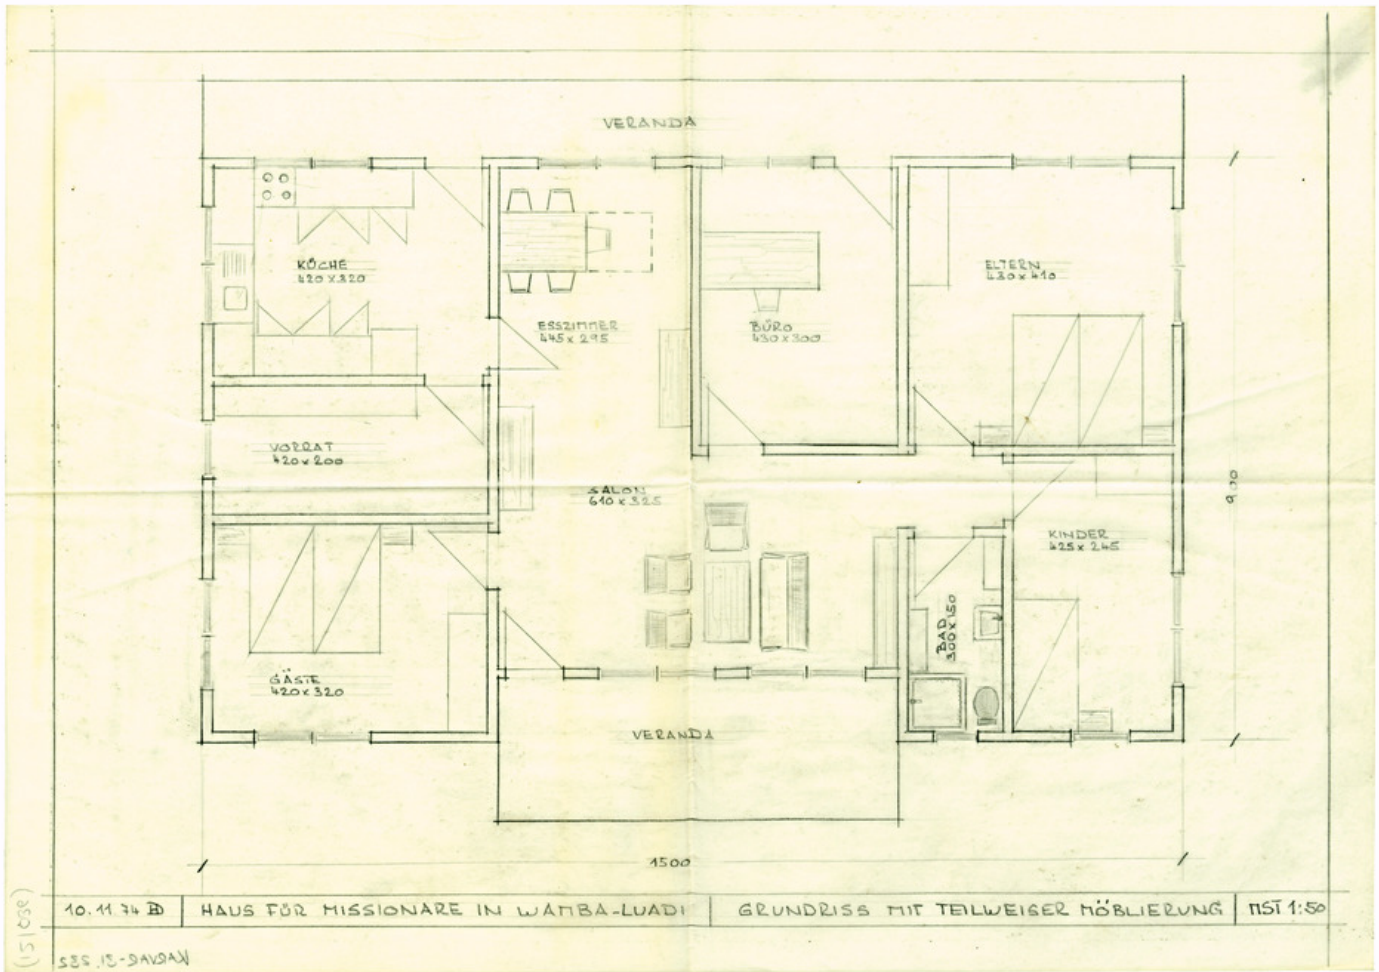 VERANDA
KÜCHE
420 x 320
ESSZIMMER
445 x 295
BÜRO
430 x 300
ELTERN
430 x 410
VORRAT
420 x 200
SALON
610 x 325
KINDER
425 x 245
BAD
300 x 150
GÄSTE
420 x 320
VERANDA
900
1500
10.11.74
HAUS FÜR MISSIONARE IN WAMBA-LUADI
GRUNDRISS MIT TEILWEISER MÖBLIERUNG
MST 1:50